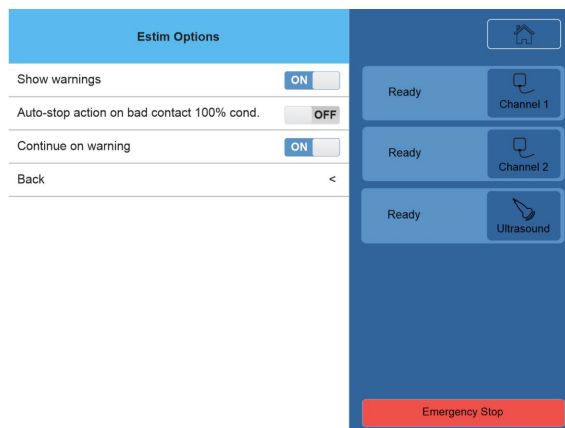 Estim Options
Show warnings
ON
Auto-stop action on bad contact 100% cond.
OFF
Continue on warning
ON
Back
<
Ready
Channel 1
Ready
Channel 2
Ready
Ultrasound
Emergency Stop